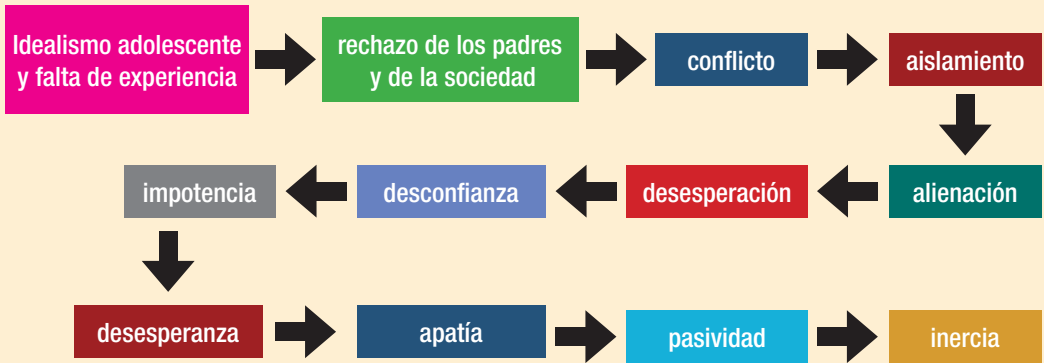 Idealismo adolescente
y falta de experiencia
rechazo de los padres
y de la sociedad
conflicto
aislamiento
alienación
desesperación
desconfianza
impotencia
desesperanza
apatía
pasividad
inercia